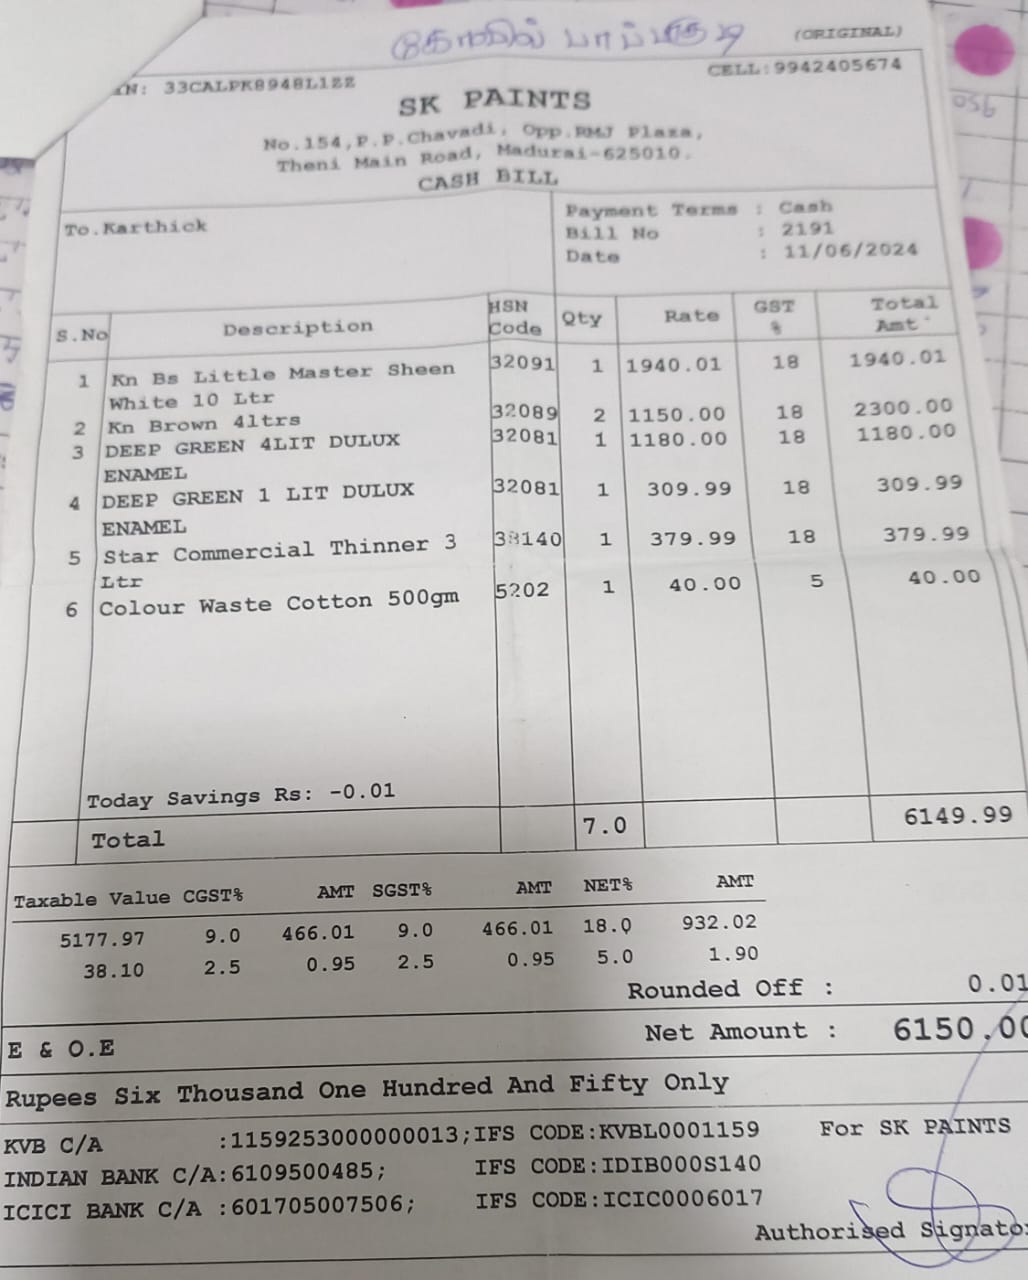 (ORIGINAL)
IN: 33CALPK8948L1ZZ
CELL:9942405674
SK PAINTS
No.154,P.P.Chavadi, Opp.RMJ Plaza,
Theni Main Road, Madurai-625010.
CASH BILL
To.Karthick
Payment Terms : Cash
Bill No : 2191
Date : 11/06/2024
S.No Description HSN Code Qty Rate GST % Total Amt
1 Kn Bs Little Master Sheen 32091 1 1940.01 18 1940.01
White 10 Ltr
2 Kn Brown 4ltrs 32089 2 1150.00 18 2300.00
3 DEEP GREEN 4LIT DULUX 32081 1 1180.00 18 1180.00
ENAMEL
4 DEEP GREEN 1 LIT DULUX 32081 1 309.99 18 309.99
ENAMEL
5 Star Commercial Thinner 3 38140 1 379.99 18 379.99
Ltr
6 Colour Waste Cotton 500gm 5202 1 40.00 5 40.00
Today Savings Rs: -0.01
Total 7.0 6149.99
Taxable Value CGST% AMT SGST% AMT NET% AMT
5177.97 9.0 466.01 9.0 466.01 18.0 932.02
38.10 2.5 0.95 2.5 0.95 5.0 1.90
Rounded Off : 0.01
E & O.E Net Amount : 6150.00
Rupees Six Thousand One Hundred And Fifty Only
KVB C/A :1159253000000013;IFS CODE:KVBL0001159
For SK PAINTS
INDIAN BANK C/A:6109500485; IFS CODE:IDIB000S140
ICICI BANK C/A :601705007506; IFS CODE:ICIC0006017
Authorised Signator